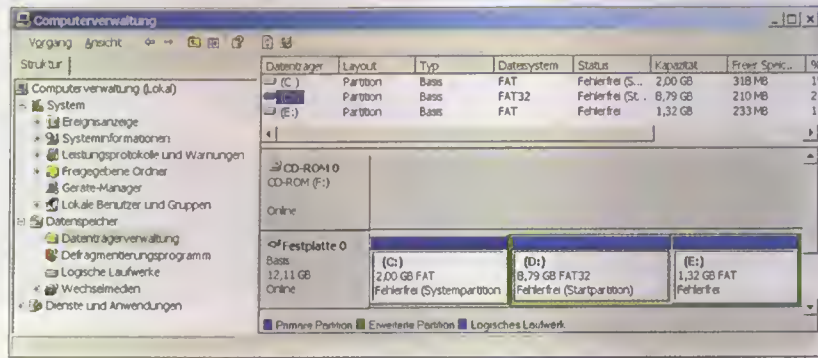 Computerverwaltung
Vorgang Ansicht
Struktur
Computerverwaltung (Lokal)
System
Ereignisanzeige
Systeminformationen
Leistungsprotokolle und Warnungen
Freigegebene Ordner
Geräte-Manager
Lokale Benutzer und Gruppen
Datenspeicher
Datenträgerverwaltung
Defragmentierungsprogramm
Logische Laufwerke
Wechselmedien
Dienste und Anwendungen
Datenträger Layout Typ Dateisystem Status Kapazität Freier Speic...
(C:) Partition Basis FAT Fehlerfrei (S... 2,00 GB 318 MB
Partition Basis FAT32 Fehlerfrei (St... 8,79 GB 210 MB
(E:) Partition Basis FAT Fehlerfrei 1,32 GB 233 MB
CD-ROM 0
CD-ROM (F:)
Online
Festplatte 0
Basis
12,11 GB
Online
(C:)
2,00 GB FAT
Fehlerfrei (Systempartition
(D:)
8,79 GB FAT32
Fehlerfrei (Startpartition)
(E:)
1,32 GB FAT
Fehlerfrei
Primäre Partition Erweiterte Partition Logisches Laufwerk